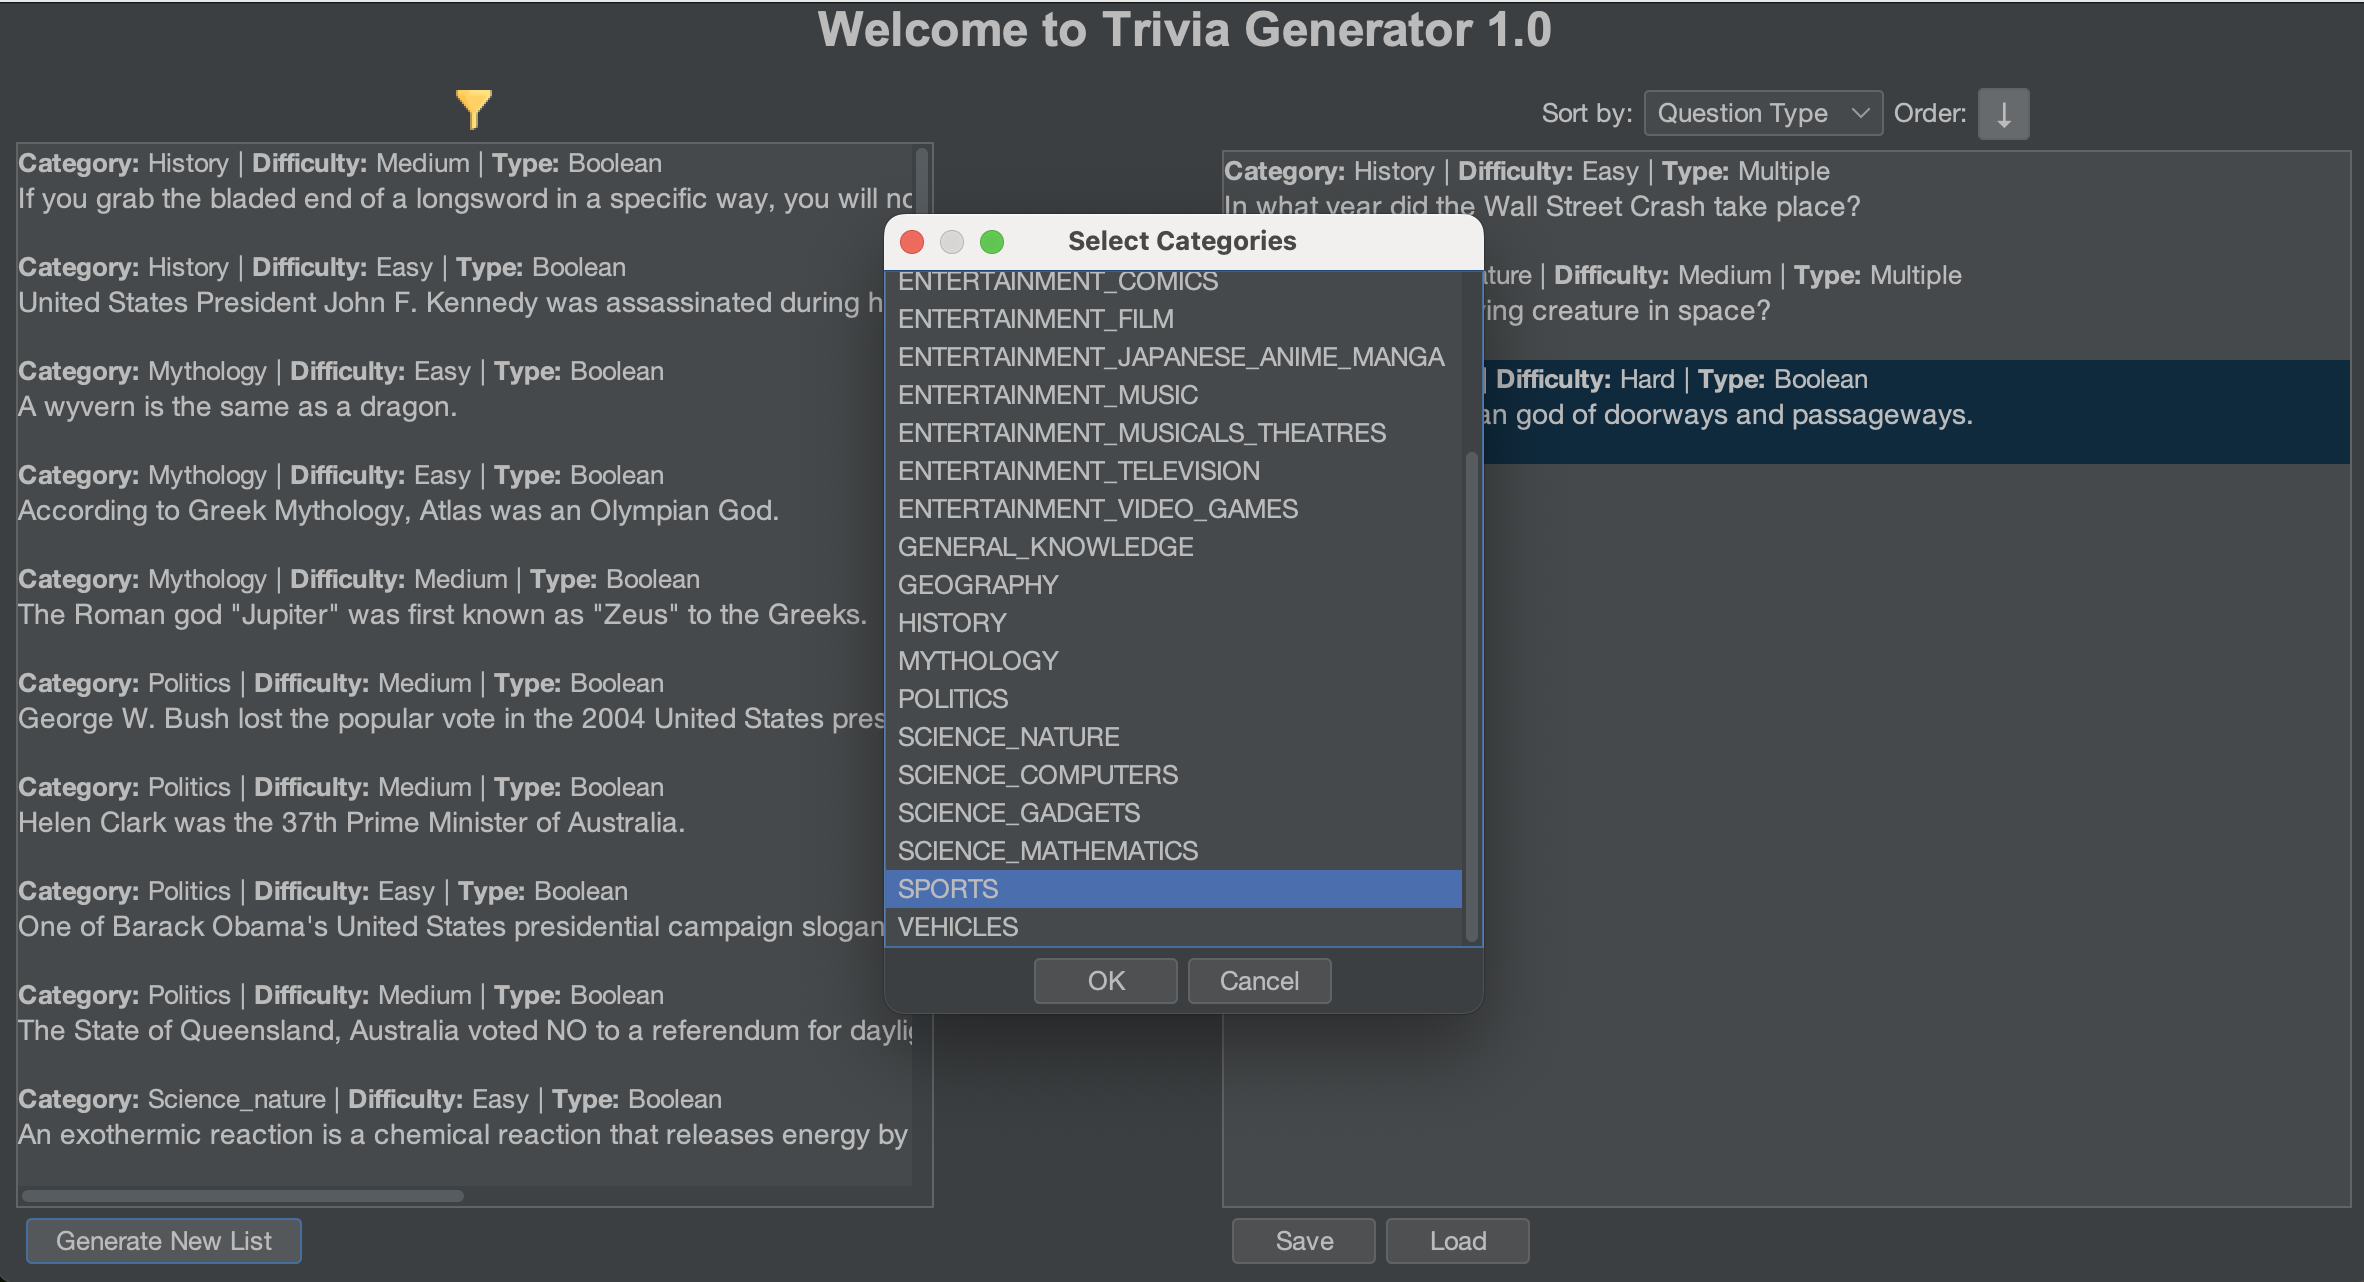 Welcome to Trivia Generator 1.0
Sort by: Question Type Order: ↓
Category: History | Difficulty: Medium | Type: Boolean
If you grab the bladed end of a longsword in a specific way, you will
Category: History | Difficulty: Easy | Type: Boolean
United States President John F. Kennedy was assassinated during
Category: Mythology | Difficulty: Easy | Type: Boolean
A wyvern is the same as a dragon.
Category: Mythology | Difficulty: Easy | Type: Boolean
According to Greek Mythology, Atlas was an Olympian God.
Category: Mythology | Difficulty: Medium | Type: Boolean
The Roman god "Jupiter" was first known as "Zeus" to the Greeks.
Category: Politics | Difficulty: Medium | Type: Boolean
George W. Bush lost the popular vote in the 2004 United States
Category: Politics | Difficulty: Medium | Type: Boolean
Helen Clark was the 37th Prime Minister of Australia.
Category: Politics | Difficulty: Easy | Type: Boolean
One of Barack Obama's United States presidential campaign slogan
Category: Politics | Difficulty: Medium | Type: Boolean
The State of Queensland, Australia voted NO to a referendum for
Category: Science_nature | Difficulty: Easy | Type: Boolean
An exothermic reaction is a chemical reaction that releases energy by
Generate New List
Select Categories
ENTERTAINMENT_COMICS
ENTERTAINMENT_FILM
ENTERTAINMENT_JAPANESE_ANIME_MANGA
ENTERTAINMENT_MUSIC
ENTERTAINMENT_MUSICALS_THEATRES
ENTERTAINMENT_TELEVISION
ENTERTAINMENT_VIDEO_GAMES
GENERAL_KNOWLEDGE
GEOGRAPHY
HISTORY
MYTHOLOGY
POLITICS
SCIENCE_NATURE
SCIENCE_COMPUTERS
SCIENCE_GADGETS
SCIENCE_MATHEMATICS
SPORTS
VEHICLES
OK Cancel
Category: History | Difficulty: Easy | Type: Multiple
In what year did the Wall Street Crash take place?
| Difficulty: Medium | Type: Multiple
creature in space?
| Difficulty: Hard | Type: Boolean
god of doorways and passageways.
Save Load